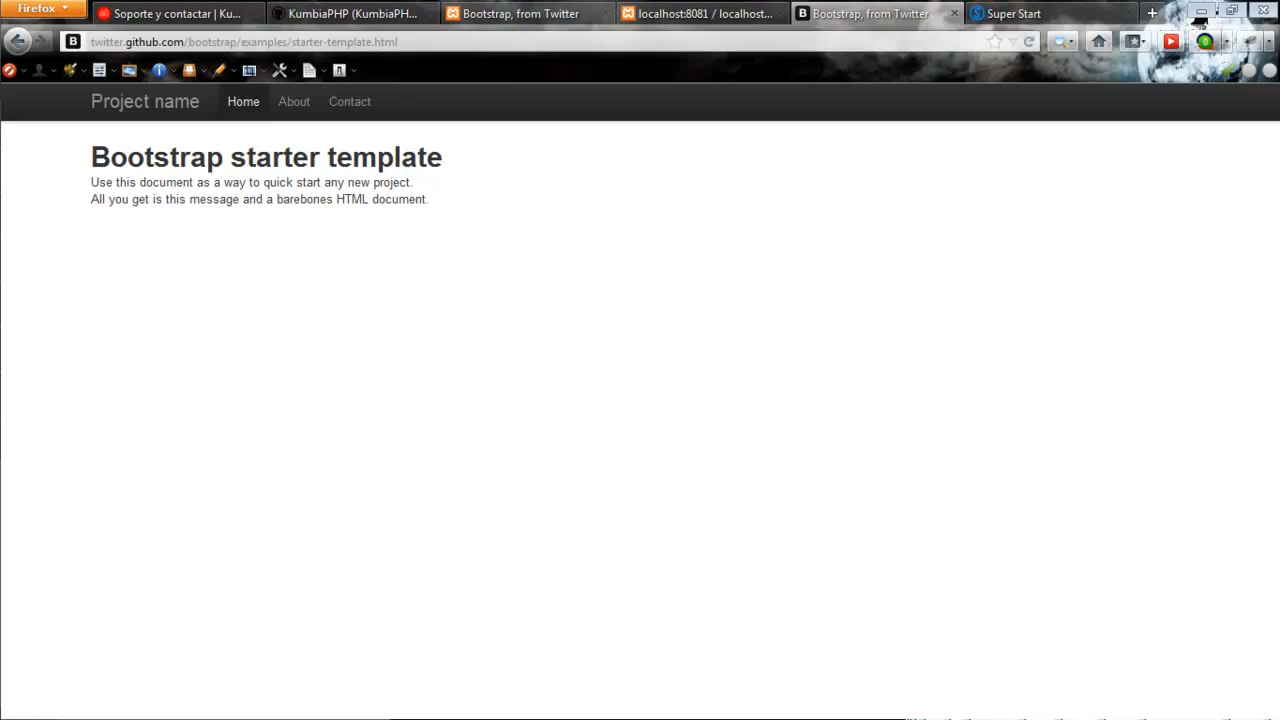 Firefox
Soporte y contactar | Ku...
KumbiaPHP (KumbiaPH...
Bootstrap, from Twitter
localhost:8081 / localhost...
Bootstrap, from Twitter
Super Start
B twitter.github.com/bootstrap/examples/starter-template.html
Project name
Home
About
Contact
Bootstrap starter template
Use this document as a way to quick start any new project.
All you get is this message and a barebones HTML document.